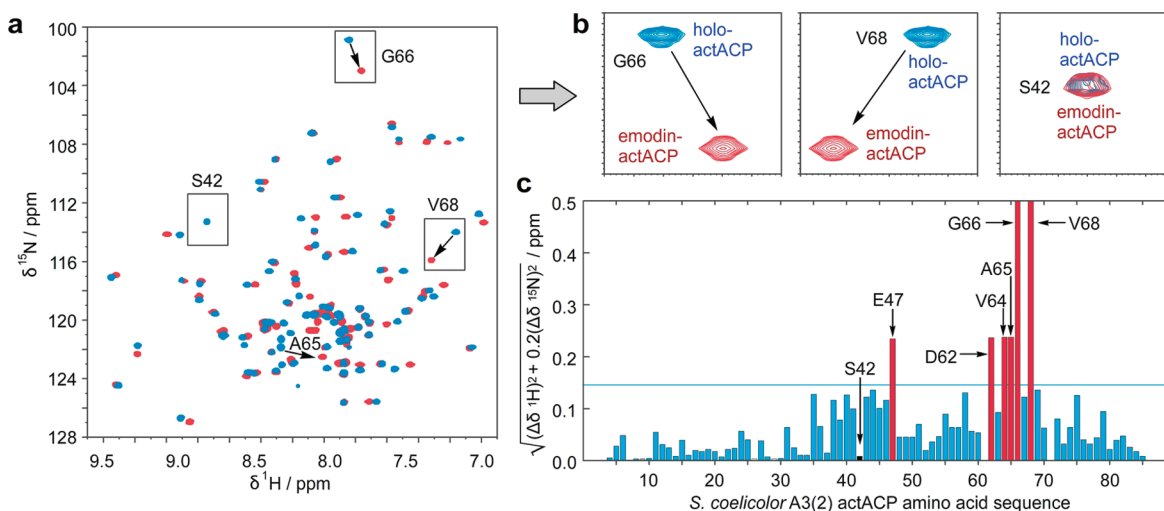 a
100
104
108
112
116
120
124
128
δ ¹⁵N / ppm
G66
S42
V68
A65
9.5 9.0 8.5 8.0 7.5 7.0
δ ¹H / ppm
b
G66
holo-
actACP
emodin-
actACP
V68
holo-
actACP
emodin-
actACP
holo-
actACP
S42
emodin-
actACP
c
√(Δδ ¹H)² + 0.2(Δδ ¹⁵N)² / ppm
0.5
0.4
0.3
0.2
0.1
0.0
G66
V68
A65
E47
V64
D62
S42
10 20 30 40 50 60 70 80
S. coelicolor A3(2) actACP amino acid sequence